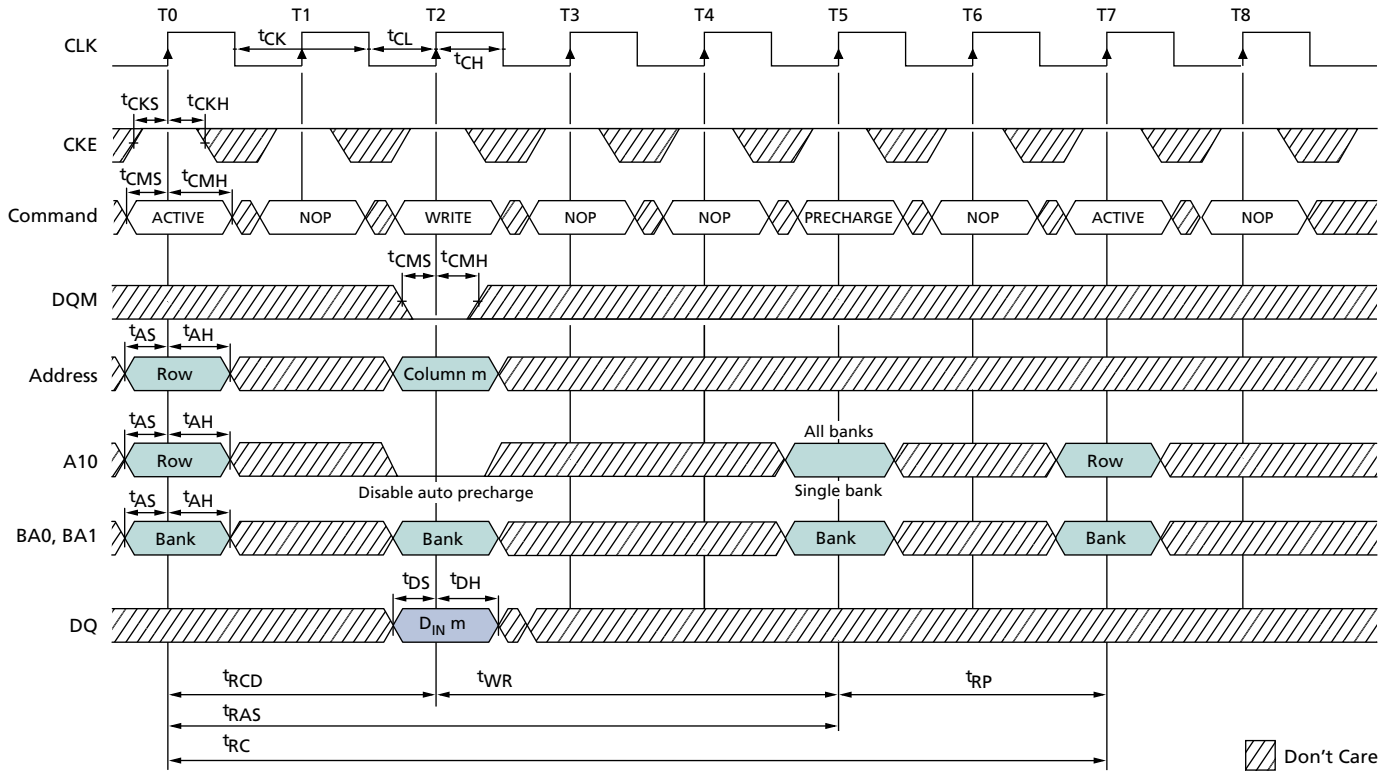 T0 T1 T2 T3 T4 T5 T6 T7 T8
CLK
tCK tCL tCH
tCKS tCKH
CKE
tCMS tCMH
Command ACTIVE NOP WRITE NOP NOP PRECHARGE NOP ACTIVE NOP
tCMS tCMH
DQM
tAS tAH
Address Row Column m
tAS tAH
All banks
A10 Row Row
Disable auto precharge Single bank
tAS tAH
BA0, BA1 Bank Bank Bank Bank
tDS tDH
DQ DIN m
tRCD tWR tRP
tRAS
tRC
Don't Care